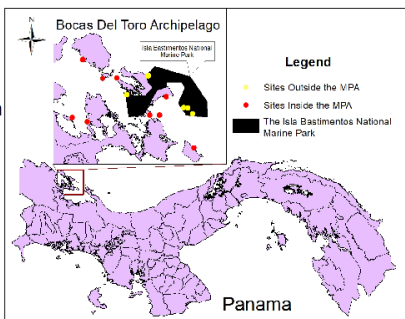 Bocas Del Toro Archipelago
N
Isla Bastimentos National
Marine Park
Legend
Sites Outside the MPA
Sites Inside the MPA
The Isla Bastimentos National
Marine Park
Panama